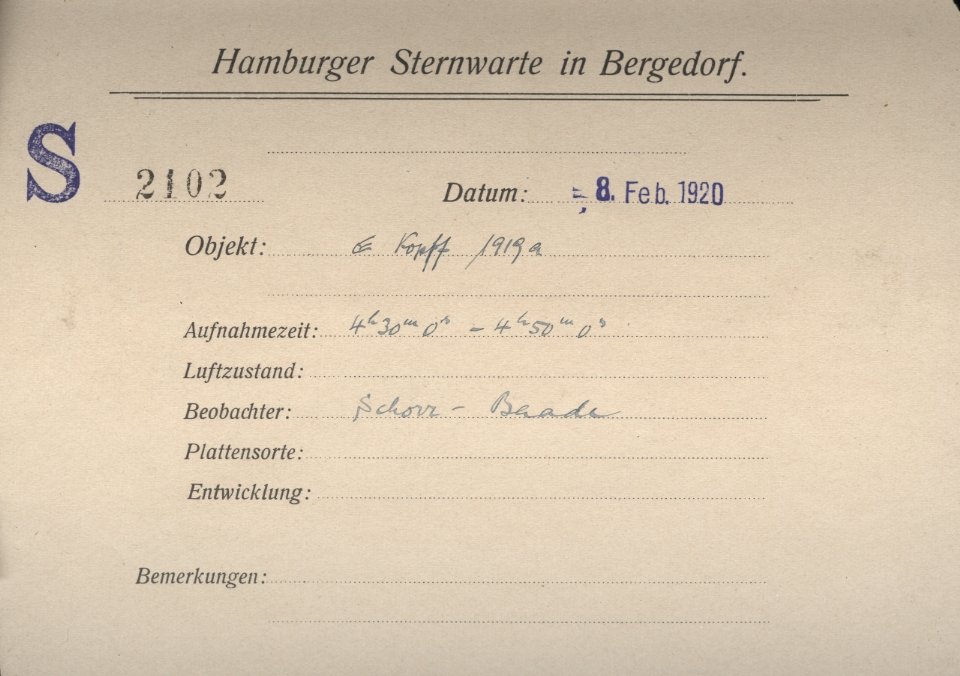 Hamburger Sternwarte in Bergedorf.
S 2102 Datum: 8. Feb. 1920
Objekt: Kopff 1919a
Aufnahmezeit: 4h30m0s – 4h50m0s
Luftzustand:
Beobachter: Schorr – Baade
Plattensorte:
Entwicklung:
Bemerkungen: